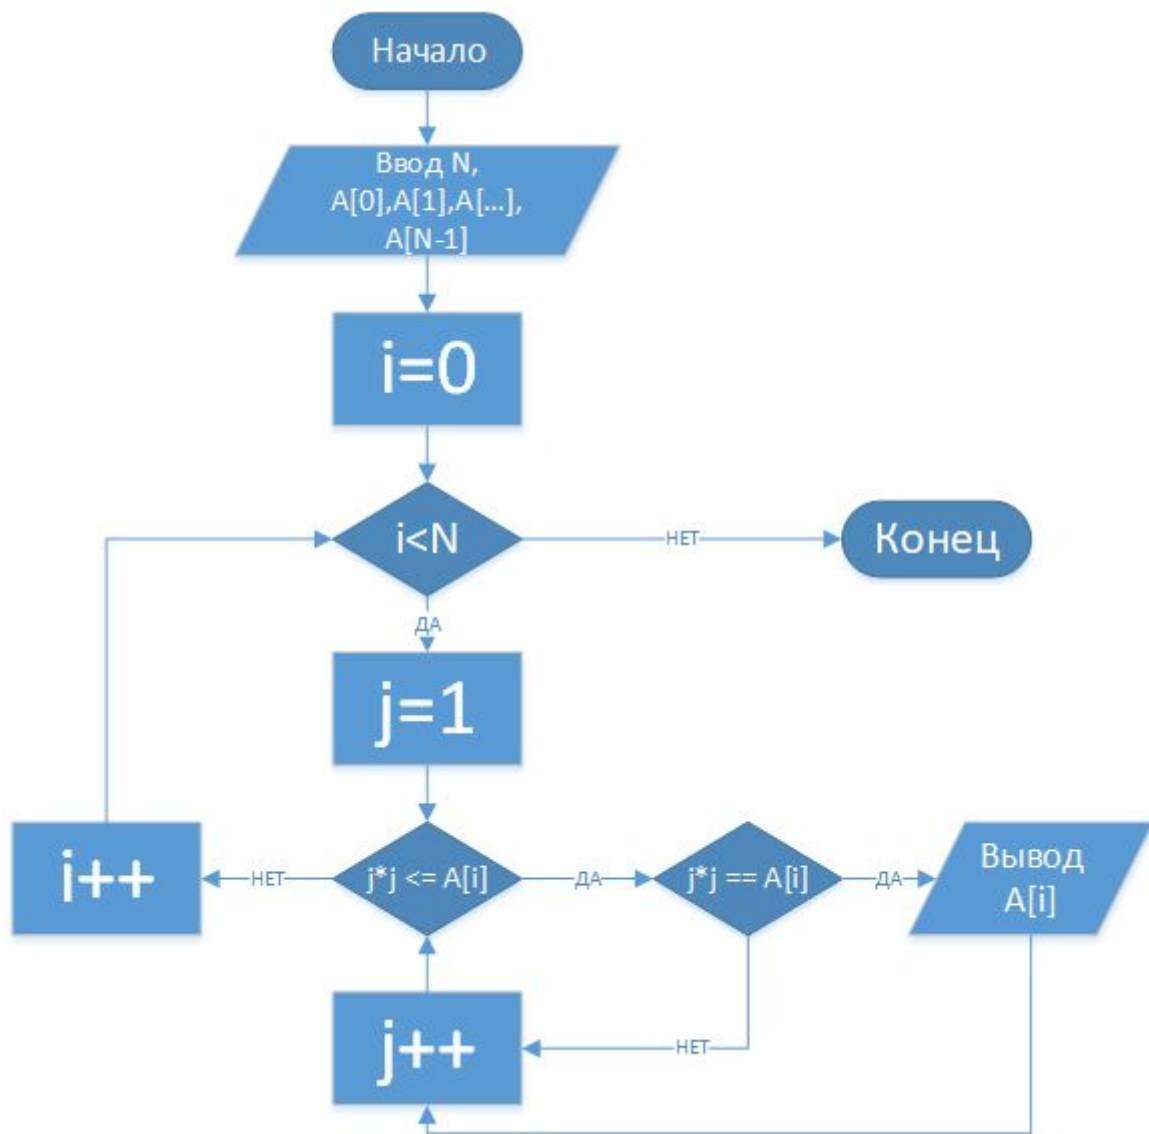 Начало
Ввод N,
A[0],A[1],A[...],
A[N-1]
i=0
i<N
НЕТ
Конец
ДА
j=1
i++
НЕТ
j*j <= A[i]
ДА
j*j == A[i]
ДА
Вывод
A[i]
j++
НЕТ